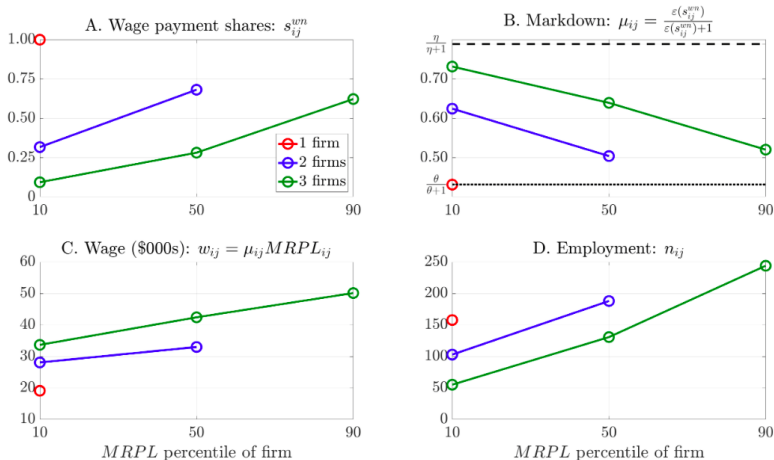 A. Wage payment shares: $s_{ij}^{wn}$
1.00
0.75
0.50
0.25
0
10
50
90
1 firm
2 firms
3 firms
B. Markdown: $\mu_{ij} = \frac{\varepsilon(s_{ij}^{wn})}{\varepsilon(s_{ij}^{wn})+1}$
$\frac{\eta}{\eta+1}$
0.70
0.60
0.50
$\frac{\theta}{\theta+1}$
10
50
90
C. Wage ($000s): $w_{ij} = \mu_{ij}MRPL_{ij}$
60
50
40
30
20
10
10
50
90
MRPL percentile of firm
D. Employment: $n_{ij}$
250
200
150
100
50
0
10
50
90
MRPL percentile of firm